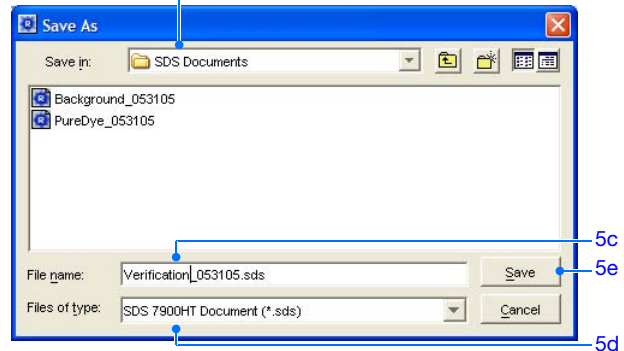 Save As
Save in: SDS Documents
Background_053105
PureDye_053105
5c
File name: Verification_053105.sds Save 5e
Files of type: SDS 7900HT Document (*.sds) Cancel
5d